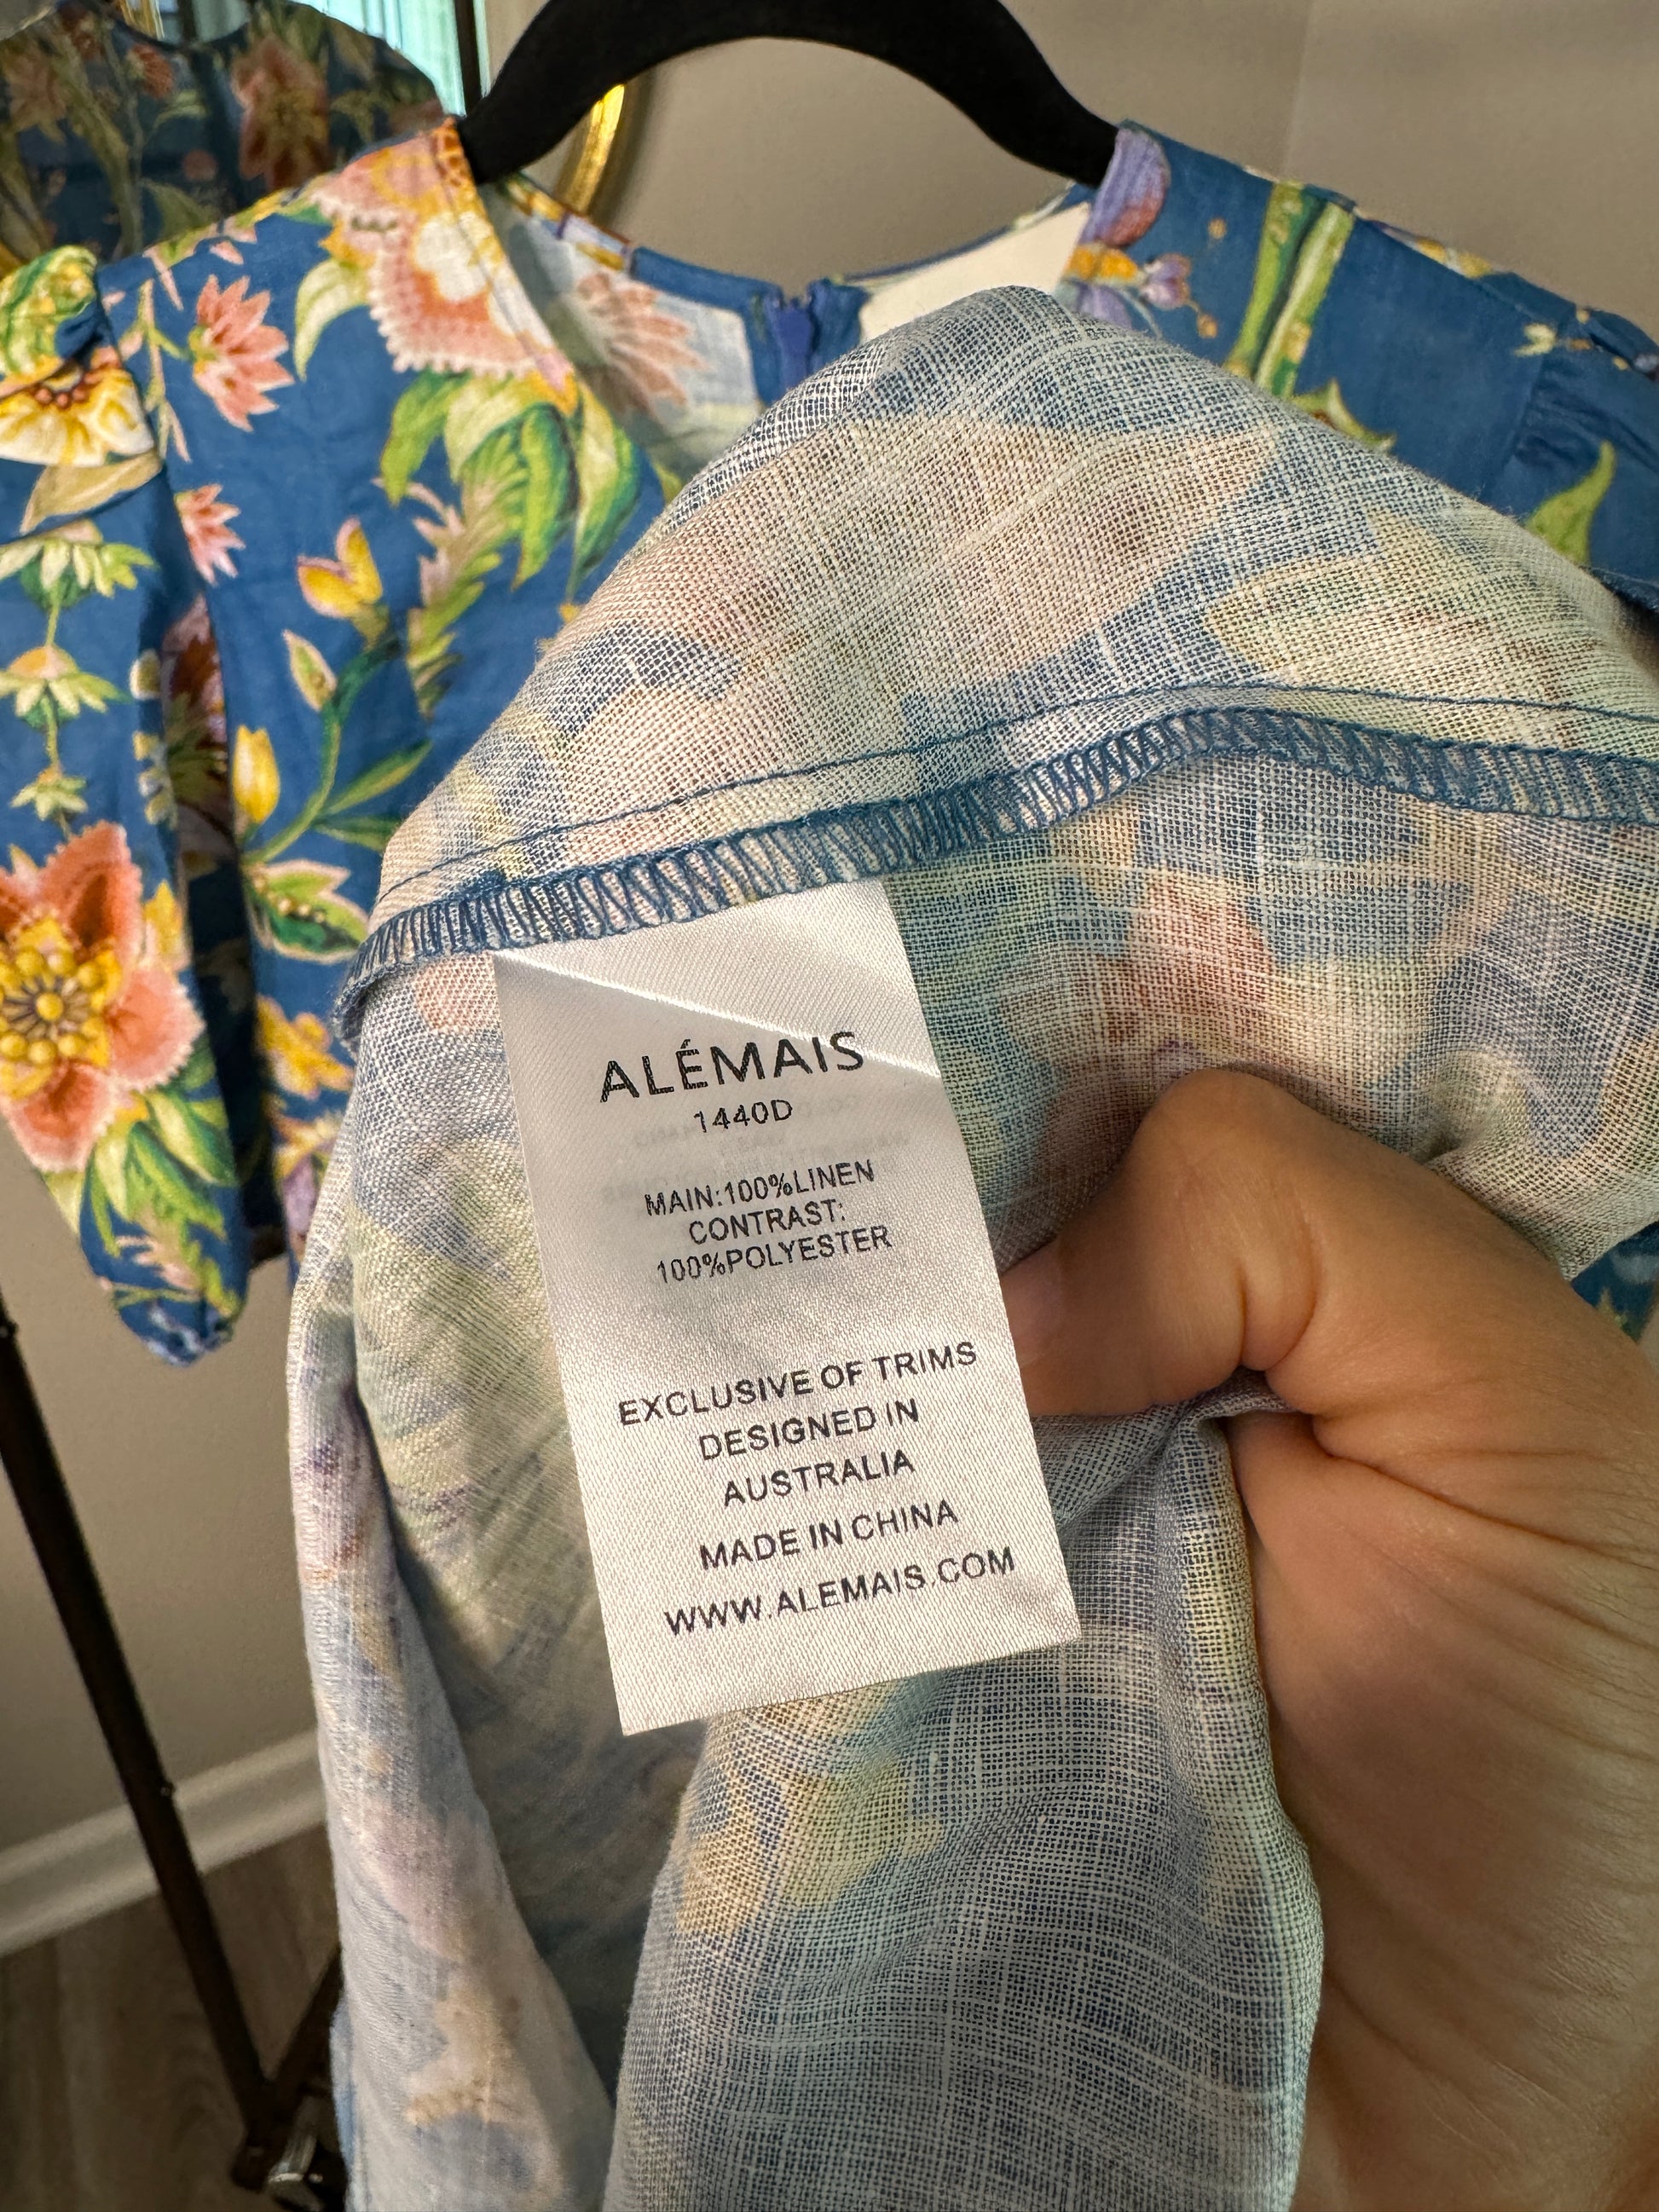 ALÉMAIS
1440D
MAIN:100%LINEN
CONTRAST:
100%POLYESTER
EXCLUSIVE OF TRIMS
DESIGNED IN
AUSTRALIA
MADE IN CHINA
WWW.ALEMAIS.COM